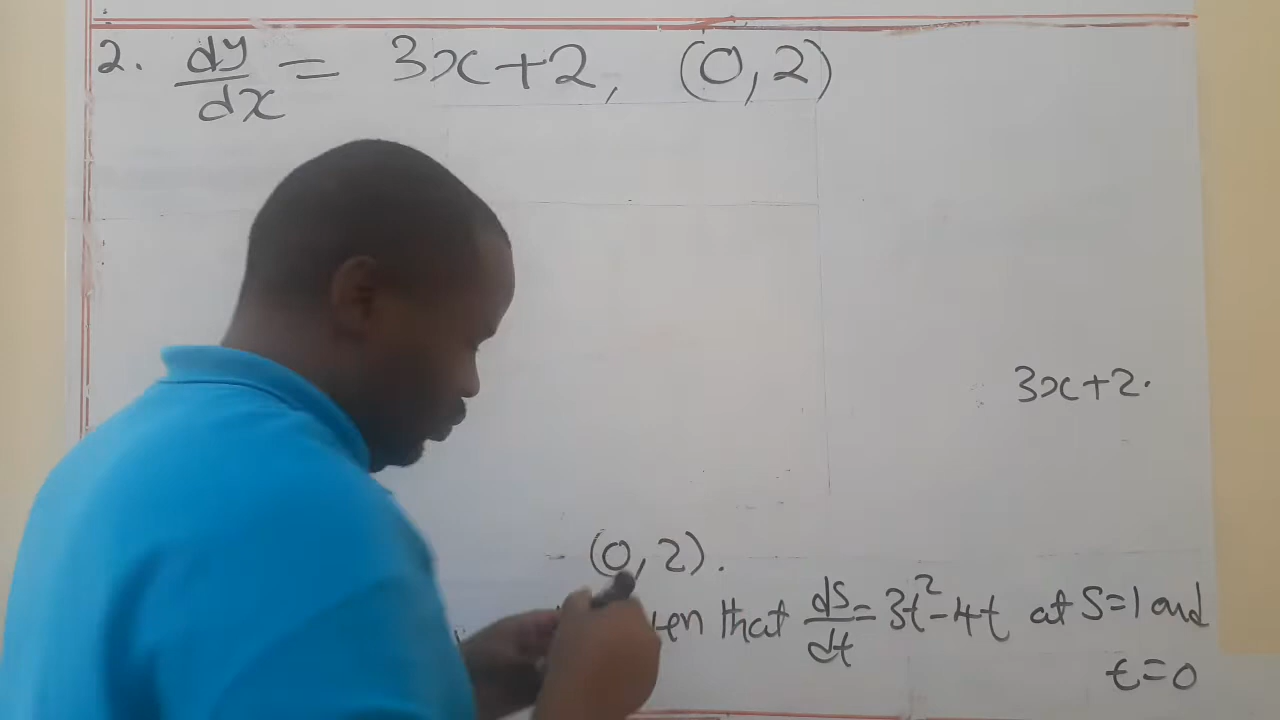 2. dy/dx = 3x+2, (0,2)
3x+2.
(0,2).
that ds/dt = 3t²-4t at S=1 and
t=0